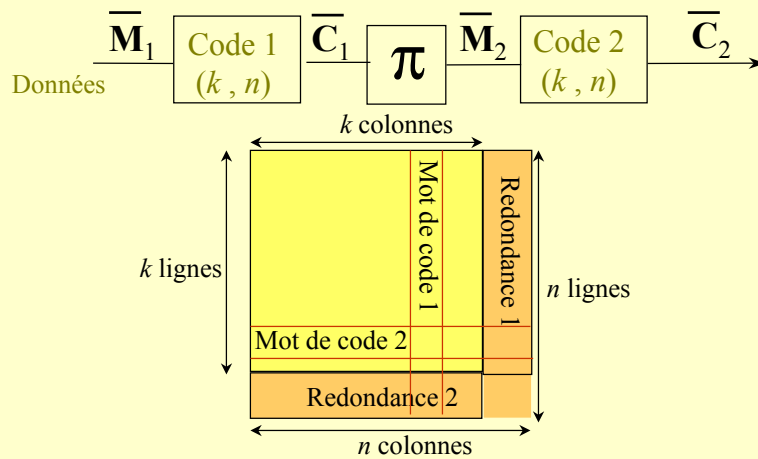 M̅₁ Code 1 C̅₁ π M̅₂ Code 2 C̅₂
Données (k , n) (k , n)
k colonnes
Mot de code 1
Redondance 1
k lignes
n lignes
Mot de code 2
Redondance 2
n colonnes